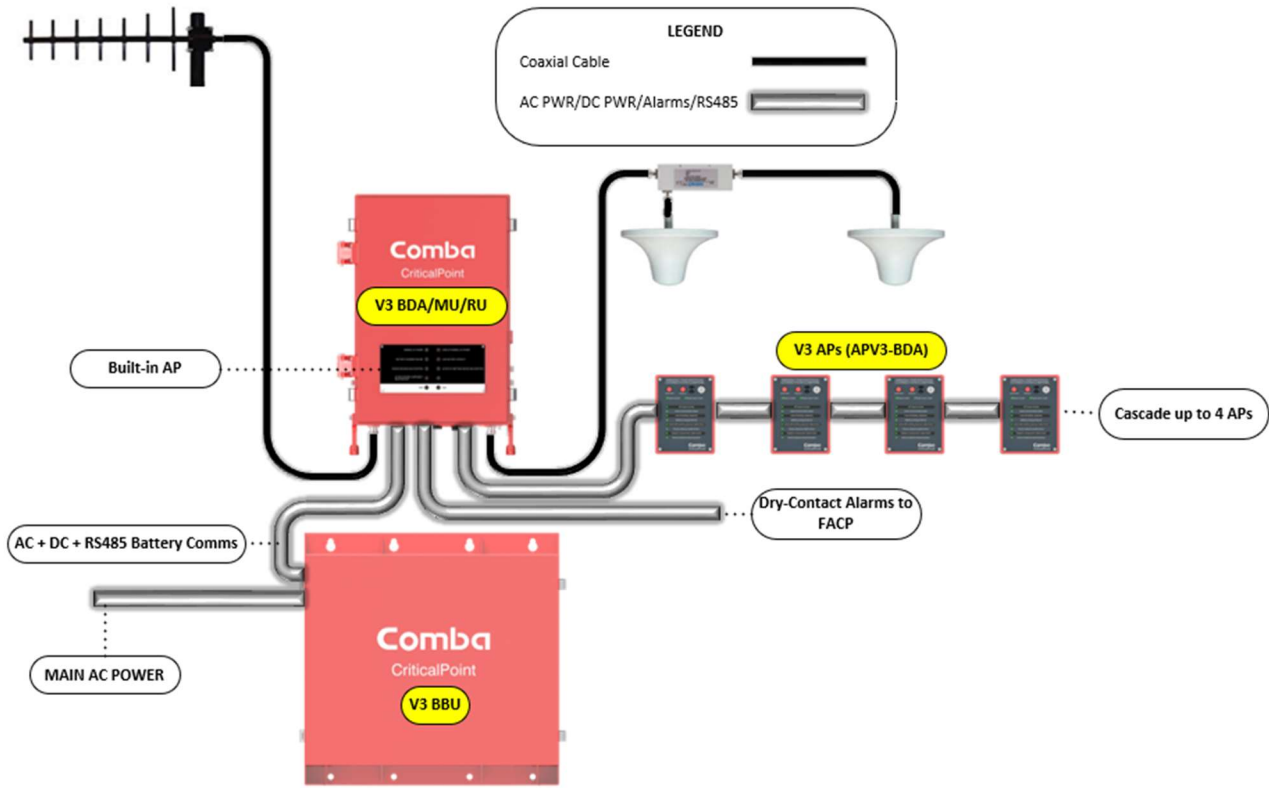 LEGEND
Coaxial Cable
AC PWR/DC PWR/Alarms/RS485
Comba
CriticalPoint
V3 BDA/MU/RU
Built-in AP
V3 APs (APV3-BDA)
Cascade up to 4 APs
Dry-Contact Alarms to
FACP
AC + DC + RS485 Battery Comms
MAIN AC POWER
Comba
CriticalPoint
V3 BBU